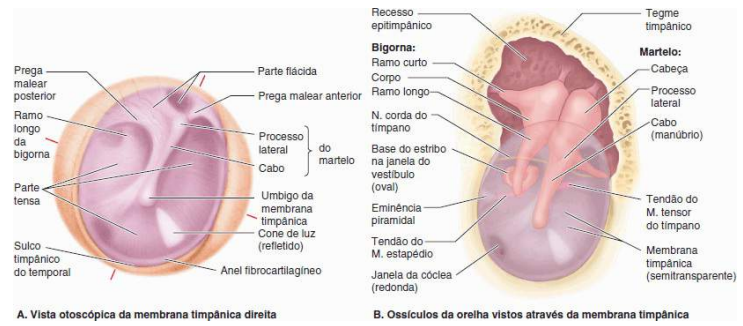 Prega
malear
posterior
Ramo
longo
da
bigorna
Parte
tensa
Sulco
timpânico
do temporal
Parte flácida
Prega malear anterior
Processo
lateral
Cabo
do
martelo
Umbigo da
membrana
timpânica
Cone de luz
(refletido)
Anel fibrocartilagíneo
A. Vista otoscópica da membrana timpânica direita
Recesso
epitimpânico
Bigorna:
Ramo curto
Corpo
Ramo longo
N. corda do
tímpano
Base do estribo
na janela do
vestíbulo
(oval)
Eminência
piramidal
Tendão do
M. estapédio
Janela da cóclea
(redonda)
Tegme
timpânico
Martelo:
Cabeça
Processo
lateral
Cabo
(manúbrio)
Tendão do
M. tensor
do tímpano
Membrana
timpânica
(semitransparente)
B. Ossículos da orelha vistos através da membrana timpânica